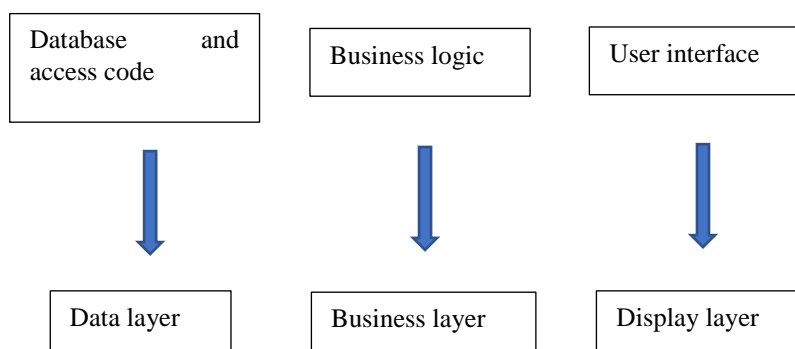 Database and
access code
Business logic
User interface
Data layer
Business layer
Display layer